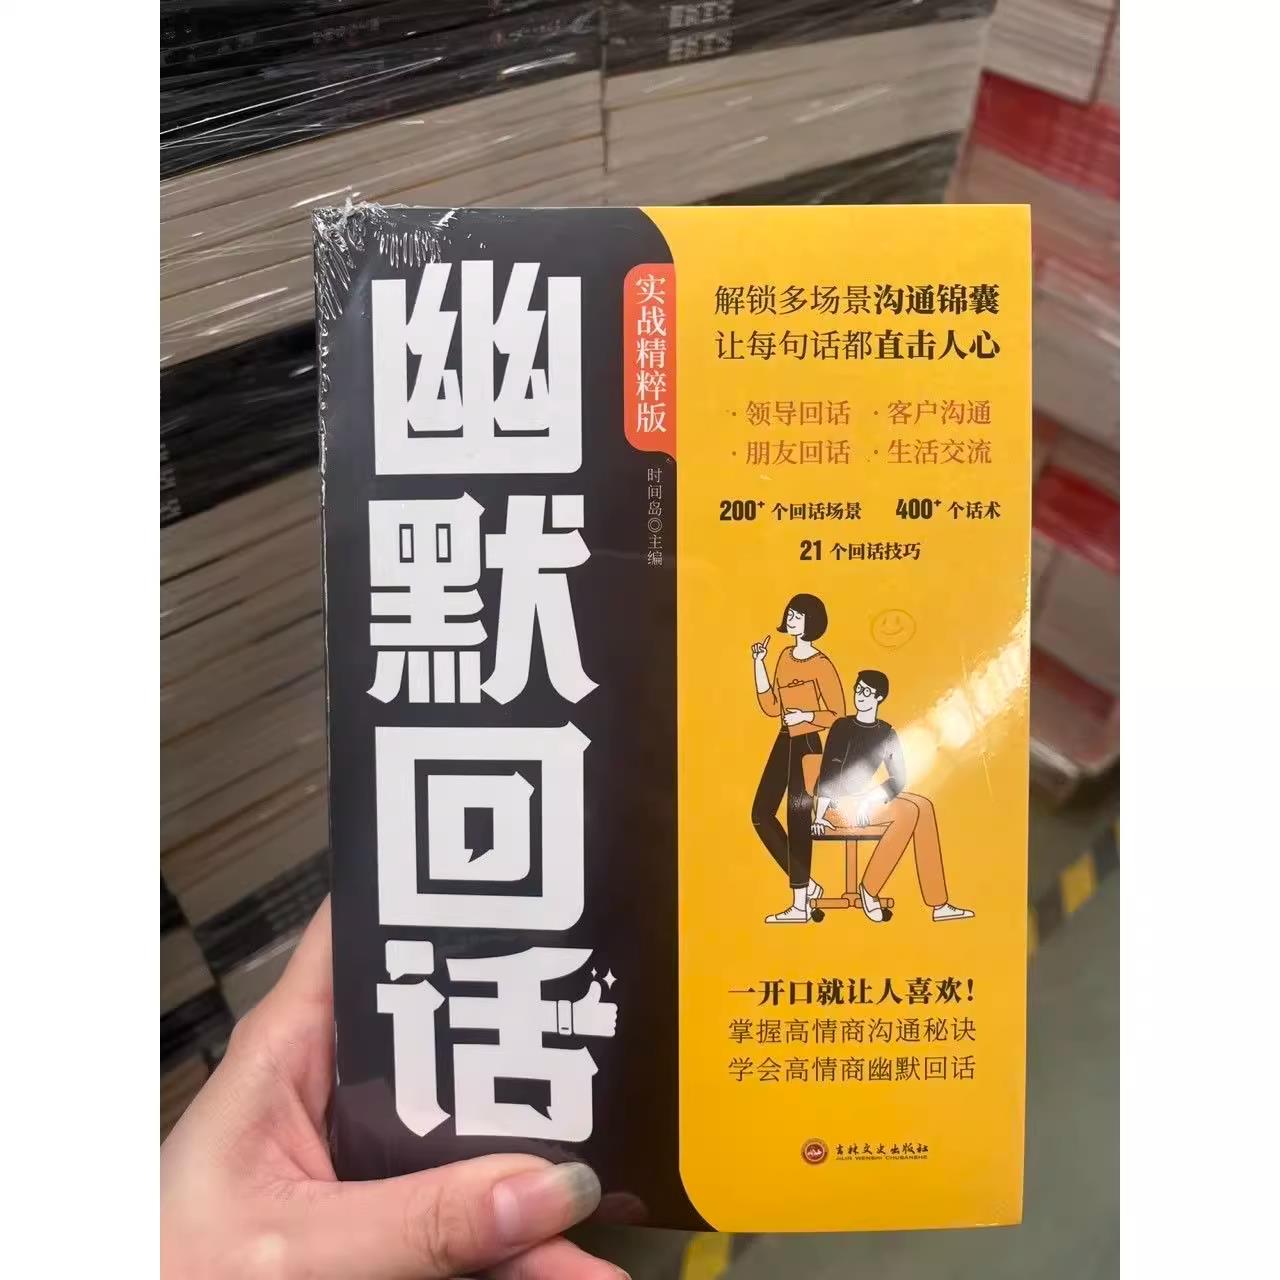 幽默回话
实战精粹版
时间岛◎主编
解锁多场景沟通锦囊
让每句话都直击人心
·领导回话 ·客户沟通
·朋友回话 ·生活交流
200+个回话场景 400+个话术
21个回话技巧
一开口就让人喜欢!
掌握高情商沟通秘诀
学会高情商幽默回话
吉林文史出版社
JILIN WENSHI CHUBANSHE